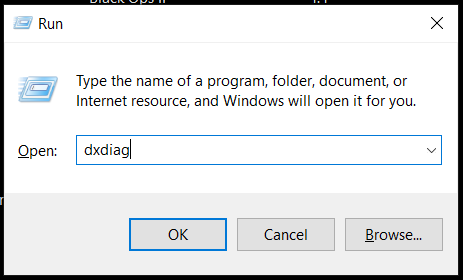 Black Ops II
Run
Type the name of a program, folder, document, or
Internet resource, and Windows will open it for you.
Open: dxdiag
OK Cancel Browse...